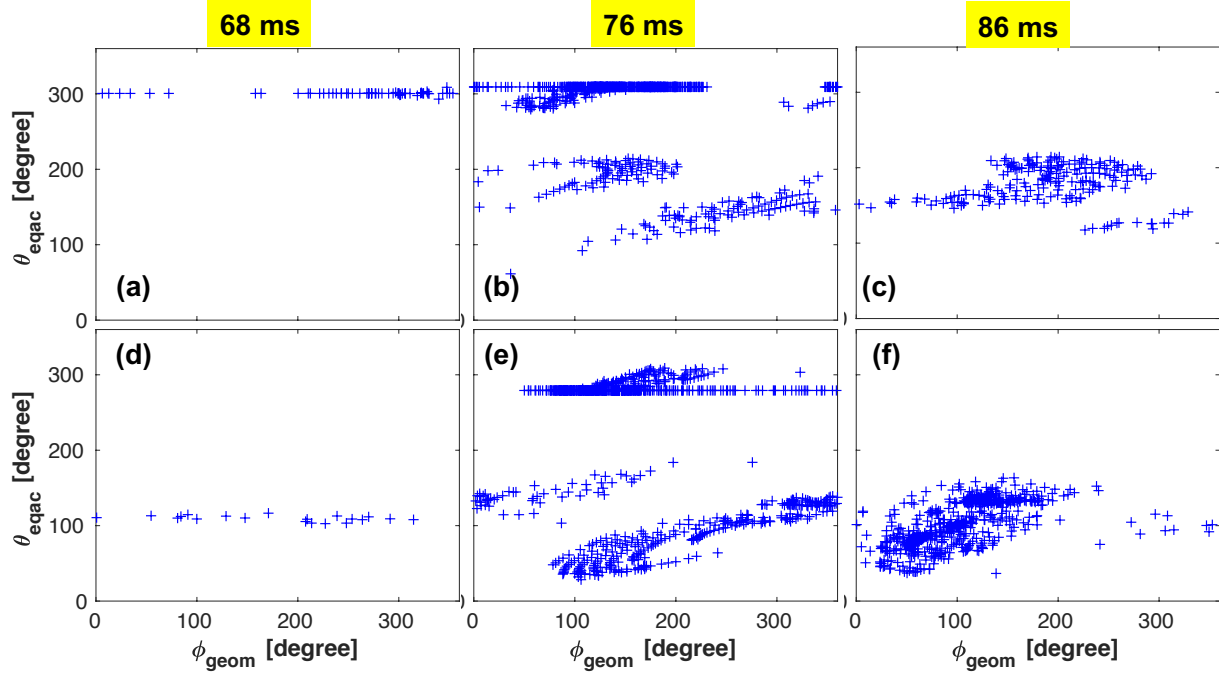 68 ms 76 ms 86 ms
θeqac [degree]
300
200
100
0
(a) (b) (c)
θeqac [degree]
300
200
100
0
(d) (e) (f)
0 100 200 300 0 100 200 300 0 100 200 300
ϕgeom [degree] ϕgeom [degree] ϕgeom [degree]